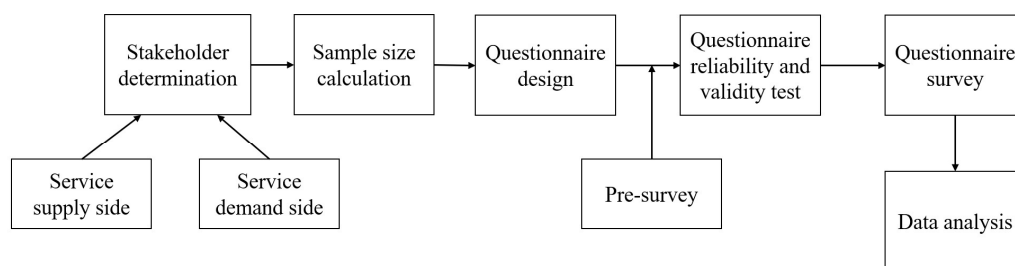 Stakeholder
determination
Sample size
calculation
Questionnaire
design
Questionnaire
reliability and
validity test
Questionnaire
survey
Service
supply side
Service
demand side
Pre-survey
Data analysis